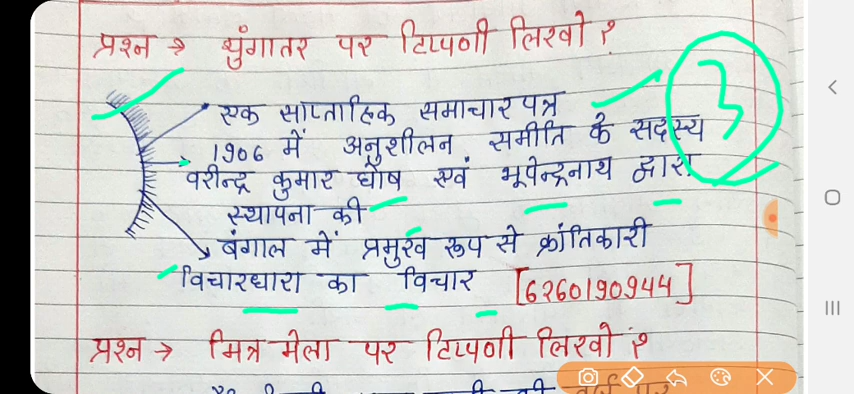 प्रश्न → थुंगातर पर टिप्पणी लिखो ?
3
एक साप्ताहिक समाचारपत्र
1906 में अनुशीलन समीति के सदस्य
वरीन्द्र कुमार घोष एवं भूपेन्द्रनाथ द्वारा
स्थापना की
बंगाल में प्रमुख रूप से क्रांतिकारी
विचारधारा का विचार [6260190944]
प्रश्न → मित्र मेला पर टिप्पणी लिखो ?